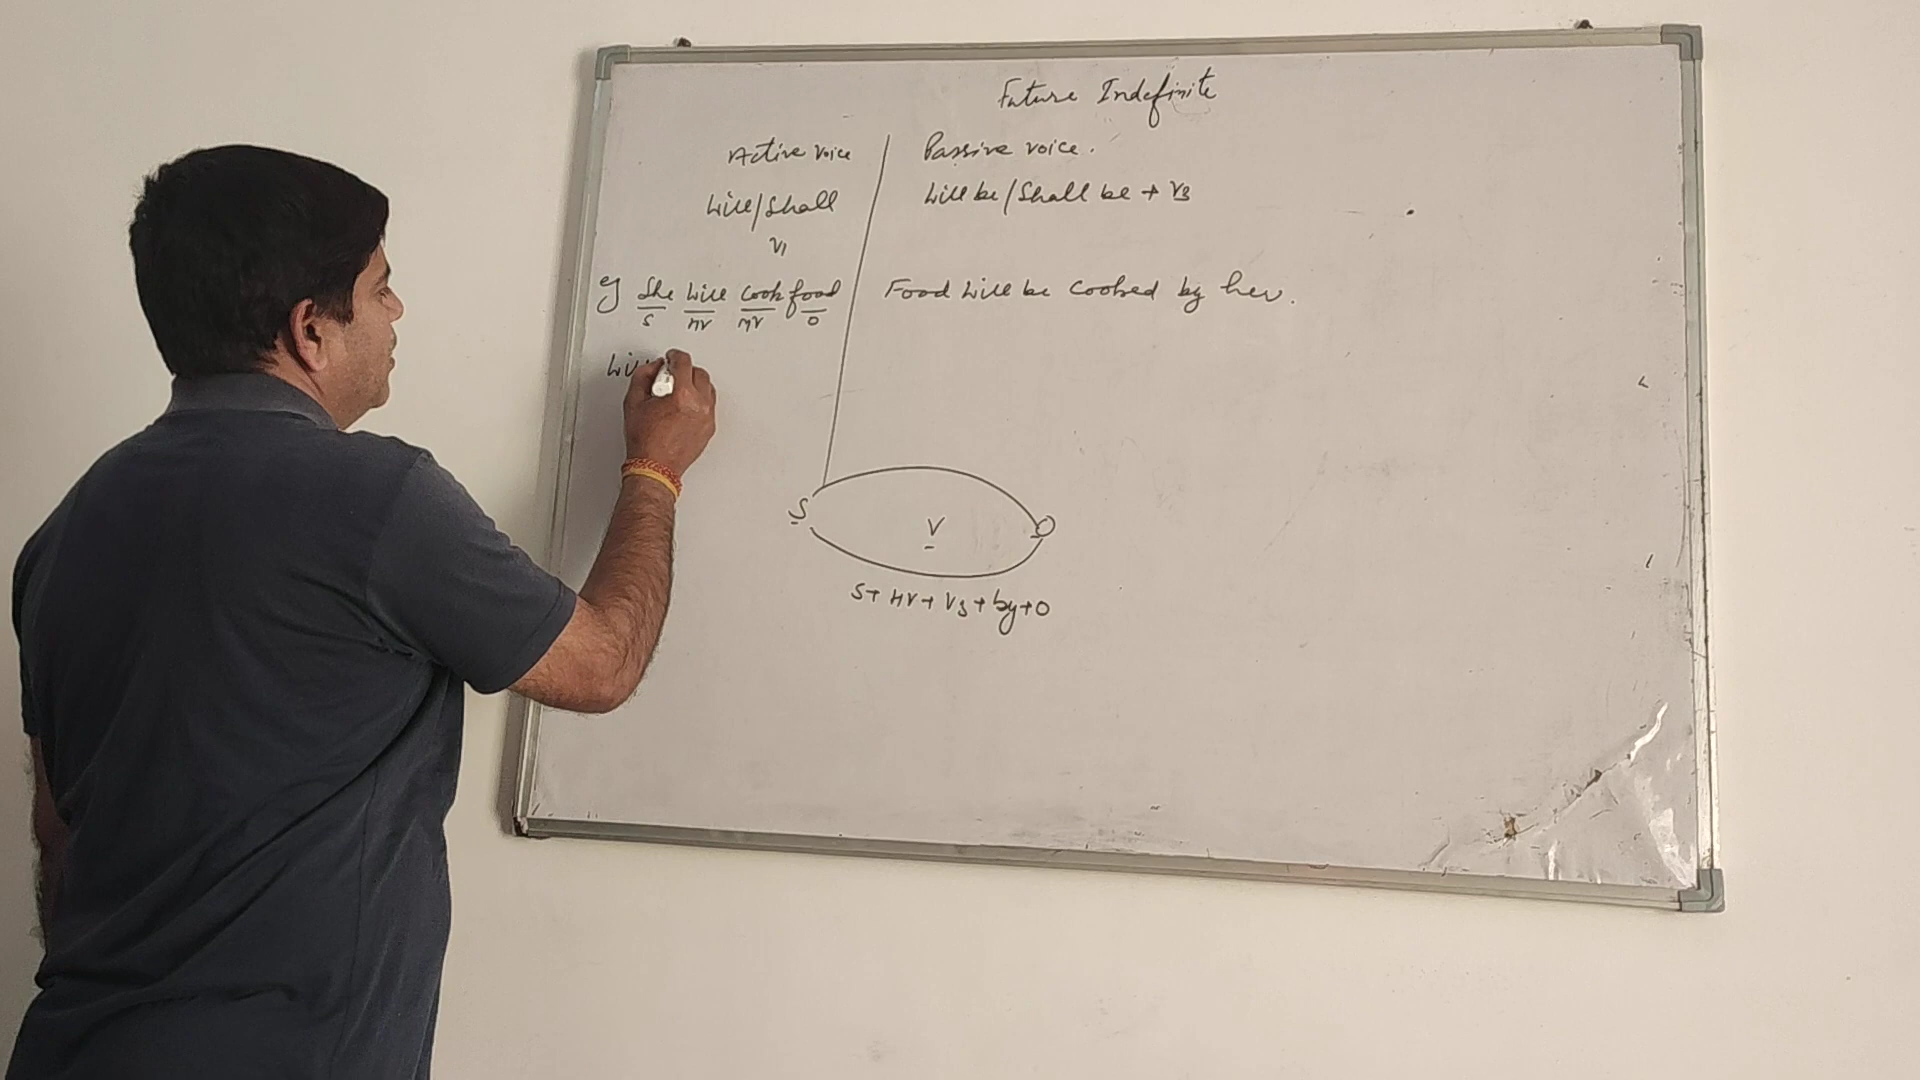 Future Indefinite
Active voice
Passive voice.
Will/Shall
Will be/Shall be + V3
V1
eg She will cook food
S HV MV O
Food will be cooked by her.
Will
S V O
S+HV+V3+by+O